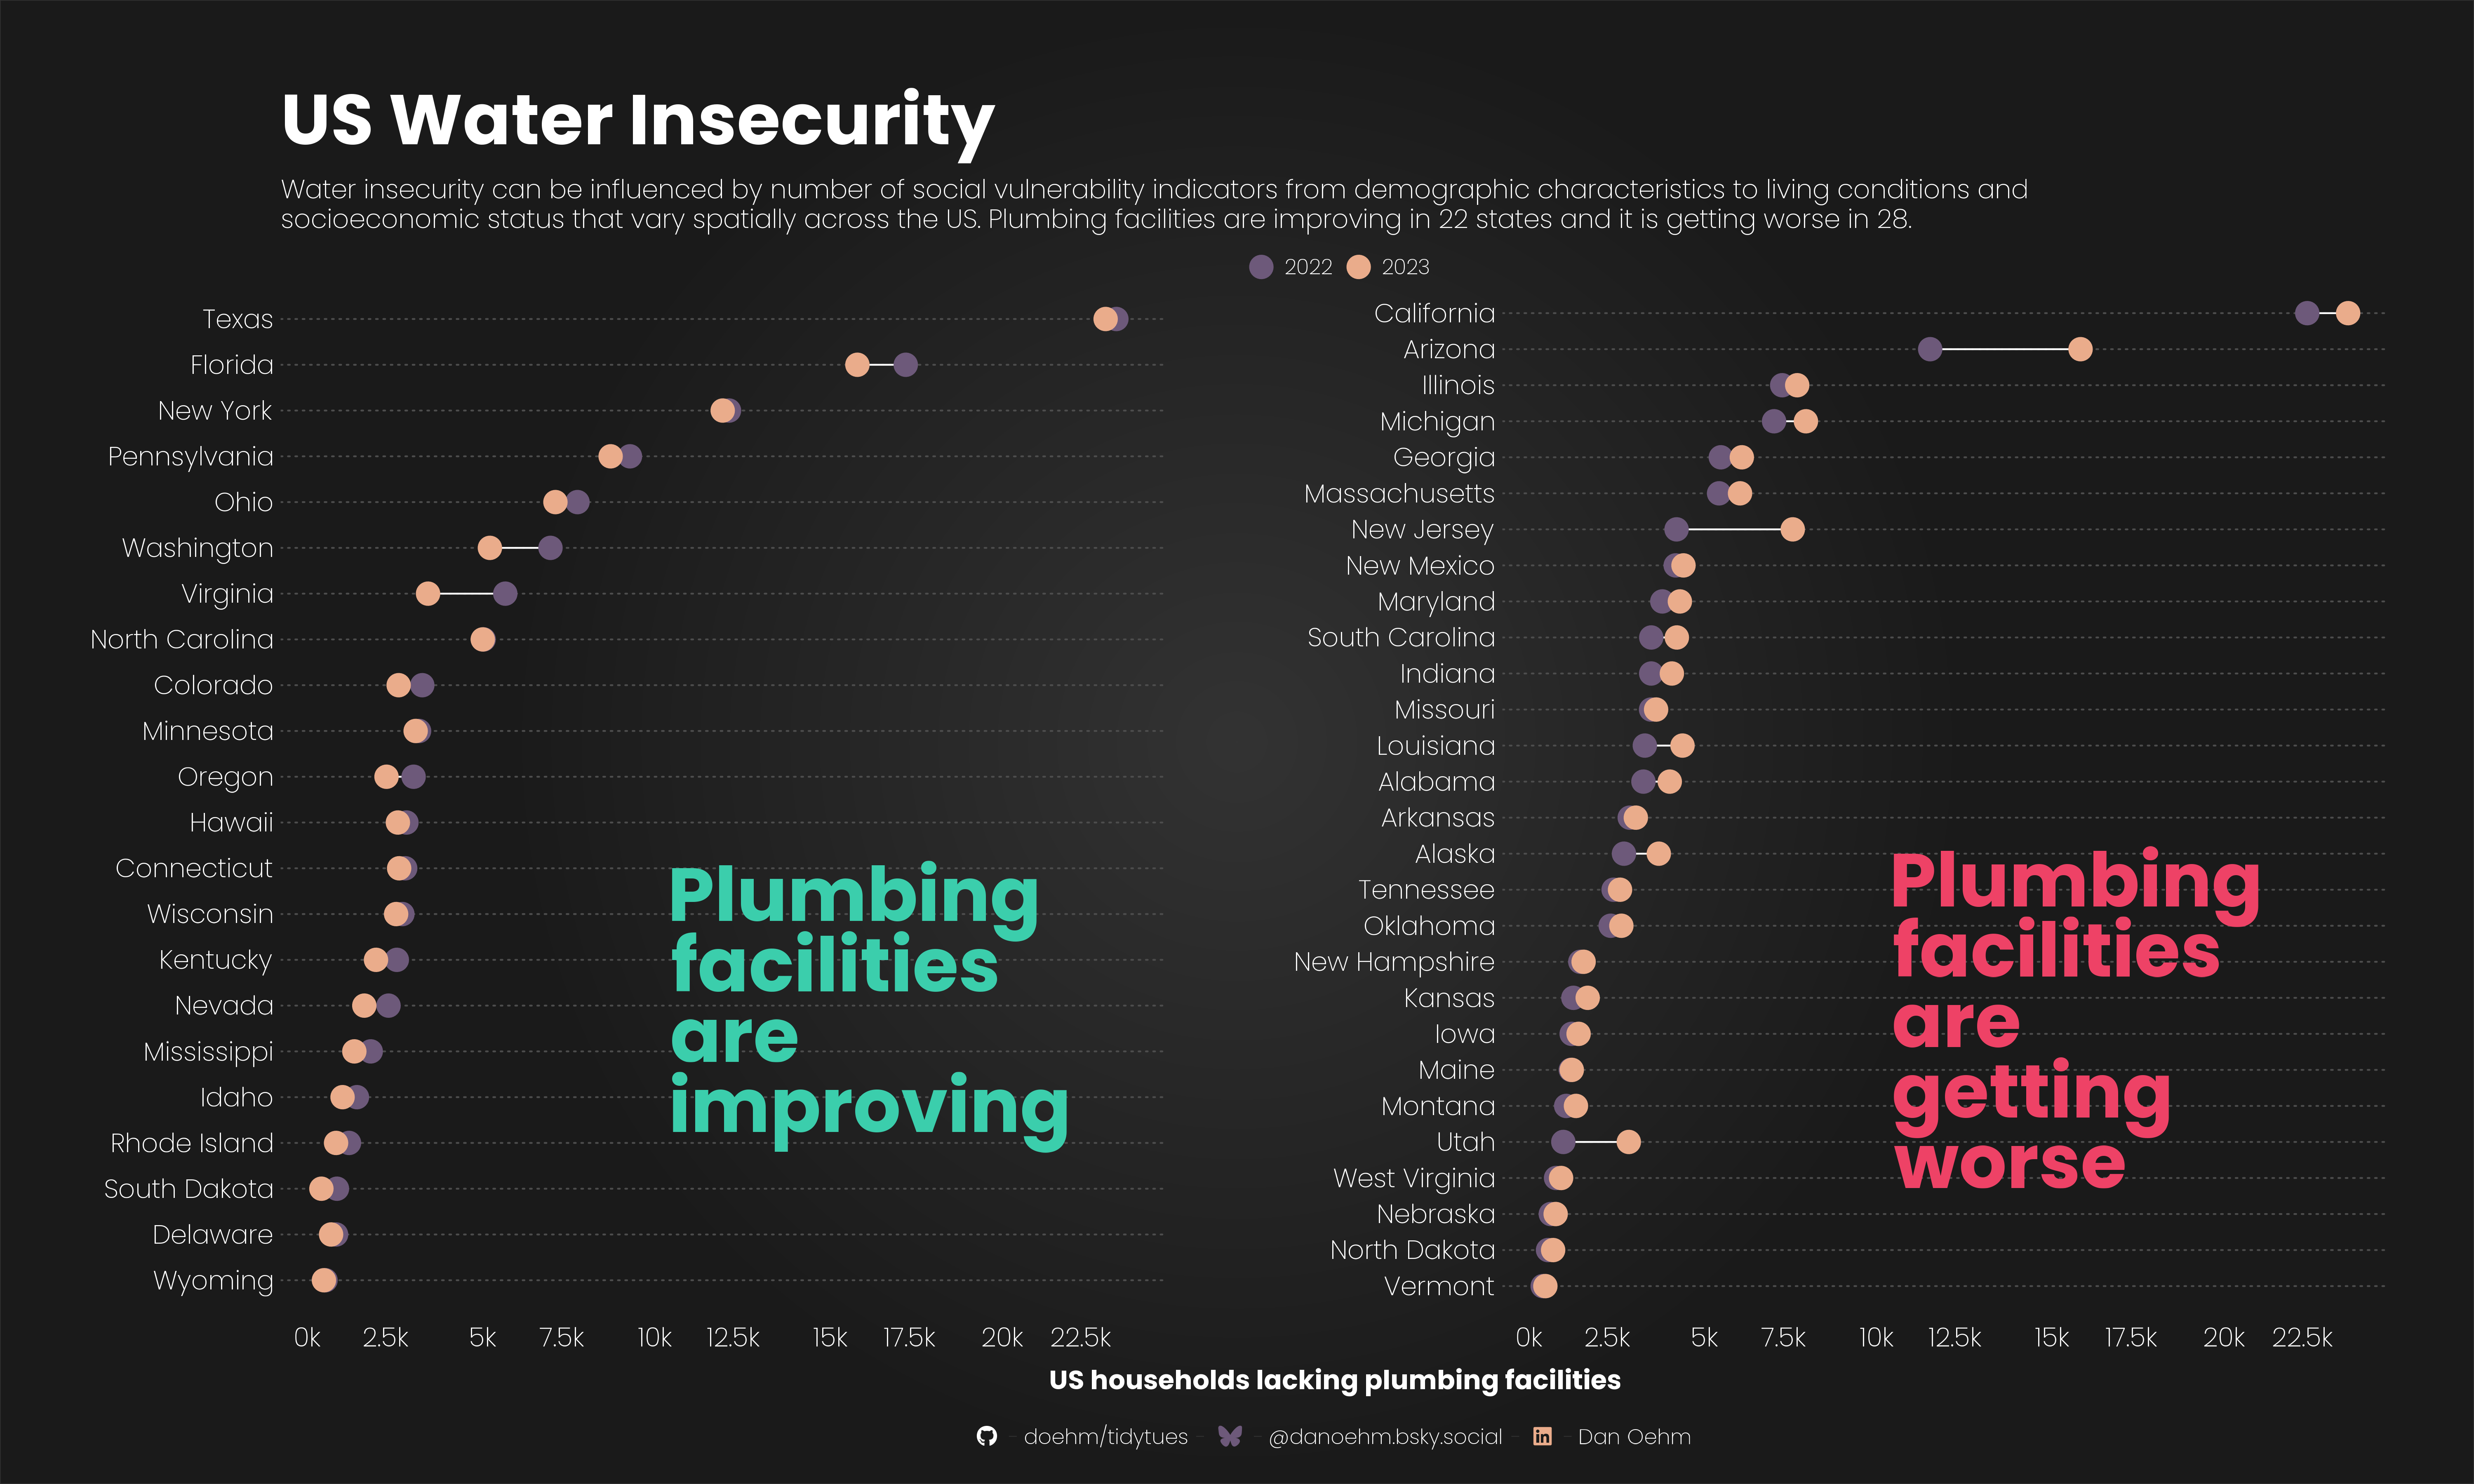 US Water Insecurity
Water insecurity can be influenced by number of social vulnerability indicators from demographic characteristics to living conditions and
socioeconomic status that vary spatially across the US. Plumbing facilities are improving in 22 states and it is getting worse in 28.
2022 2023
Texas
Florida
New York
Pennsylvania
Ohio
Washington
Virginia
North Carolina
Colorado
Minnesota
Oregon
Hawaii
Connecticut
Wisconsin
Kentucky
Nevada
Mississippi
Idaho
Rhode Island
South Dakota
Delaware
Wyoming
Plumbing
facilities
are
improving
0k 2.5k 5k 7.5k 10k 12.5k 15k 17.5k 20k 22.5k
California
Arizona
Illinois
Michigan
Georgia
Massachusetts
New Jersey
New Mexico
Maryland
South Carolina
Indiana
Missouri
Louisiana
Alabama
Arkansas
Alaska
Tennessee
Oklahoma
New Hampshire
Kansas
Iowa
Maine
Montana
Utah
West Virginia
Nebraska
North Dakota
Vermont
Plumbing
facilities
are
getting
worse
0k 2.5k 5k 7.5k 10k 12.5k 15k 17.5k 20k 22.5k
US households lacking plumbing facilities
doehm/tidytues @danoehm.bsky.social in Dan Oehm